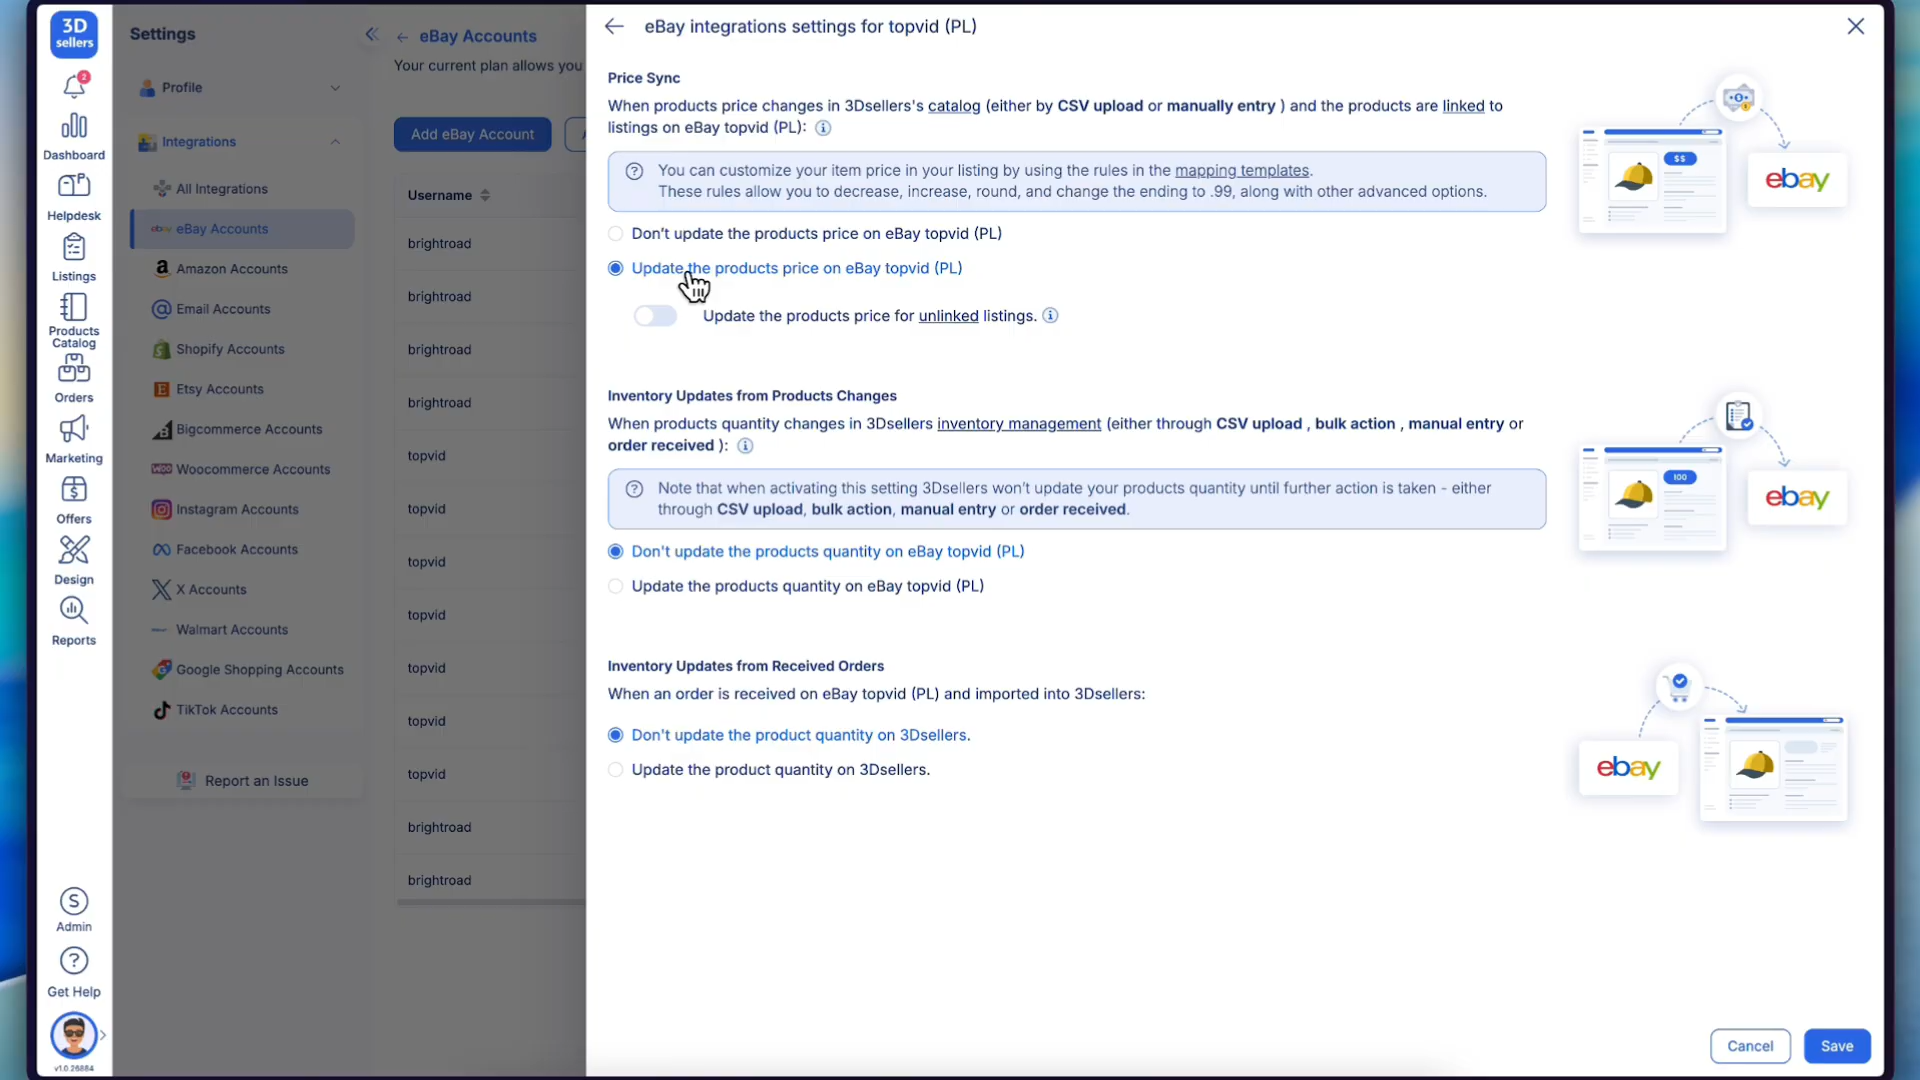 3D
sellers
2
Dashboard
Helpdesk
Listings
Products
Catalog
Orders
Marketing
Offers
Design
Reports
S
Admin
Get Help
v1.0.26884
Settings
Profile
Integrations
All Integrations
ebay eBay Accounts
Amazon Accounts
Email Accounts
Shopify Accounts
Etsy Accounts
Bigcommerce Accounts
Woocommerce Accounts
Instagram Accounts
Facebook Accounts
X Accounts
Walmart Accounts
Google Shopping Accounts
TikTok Accounts
Report an Issue
eBay Accounts
Your current plan allows you
Add eBay Account
Username
brightroad
brightroad
brightroad
brightroad
topvid
topvid
topvid
topvid
topvid
topvid
topvid
brightroad
brightroad
eBay integrations settings for topvid (PL)
Price Sync
When products price changes in 3Dsellers's catalog (either by CSV upload or manually entry ) and the products are linked to
listings on eBay topvid (PL):
You can customize your item price in your listing by using the rules in the mapping templates.
These rules allow you to decrease, increase, round, and change the ending to .99, along with other advanced options.
Don't update the products price on eBay topvid (PL)
Update the products price on eBay topvid (PL)
Update the products price for unlinked listings.
$$
ebay
Inventory Updates from Products Changes
When products quantity changes in 3Dsellers inventory management (either through CSV upload , bulk action , manual entry or
order received ):
Note that when activating this setting 3Dsellers won't update your products quantity until further action is taken - either
through CSV upload, bulk action, manual entry or order received.
Don't update the products quantity on eBay topvid (PL)
Update the products quantity on eBay topvid (PL)
100
ebay
Inventory Updates from Received Orders
When an order is received on eBay topvid (PL) and imported into 3Dsellers:
Don't update the product quantity on 3Dsellers.
Update the product quantity on 3Dsellers.
ebay
Cancel
Save